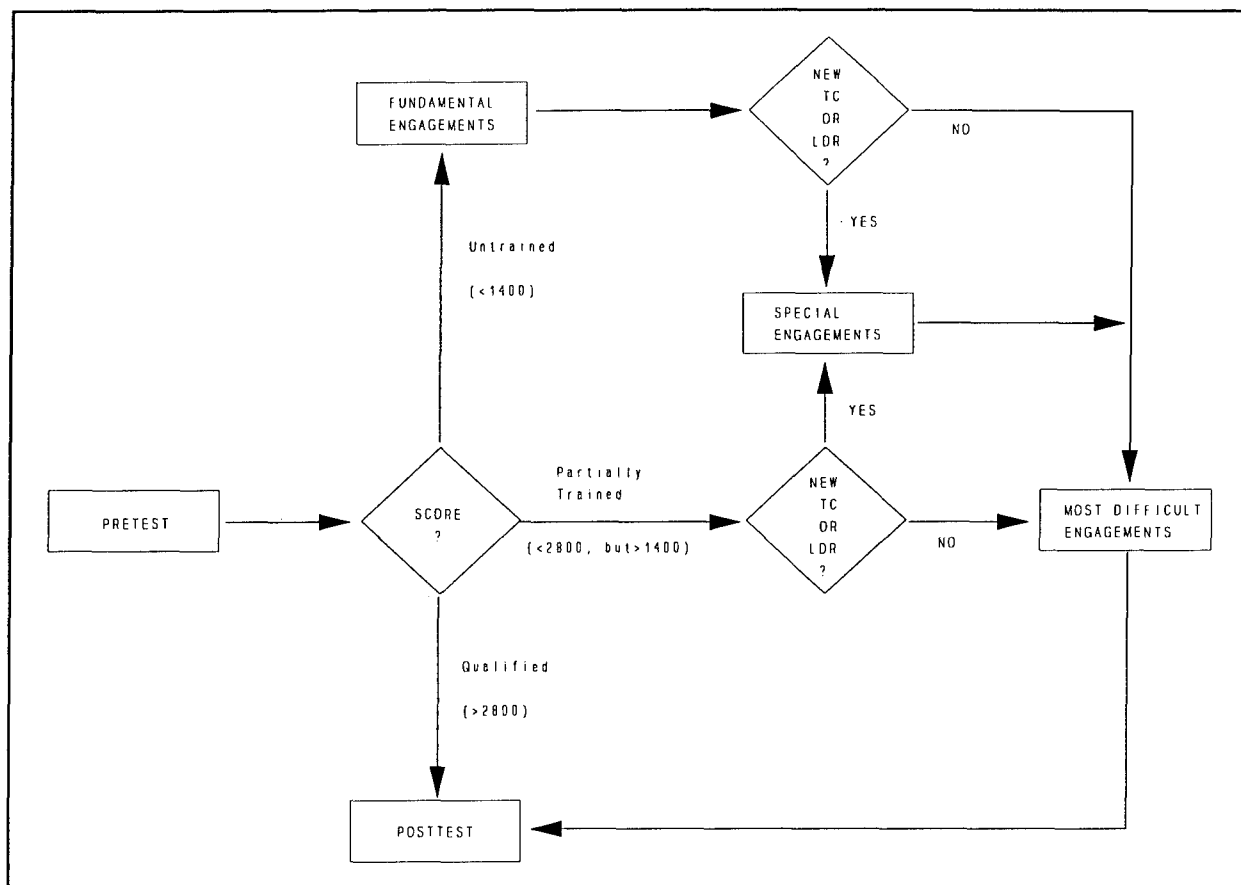 FUNDAMENTAL
ENGAGEMENTS
NEW
TC
OR
LDR
?
NO
YES
Untrained
(<1400)
SPECIAL
ENGAGEMENTS
YES
PRETEST
SCORE
?
Partially
Trained
(<2800, but>1400)
NEW
TC
OR
LDR
?
NO
MOST DIFFICULT
ENGAGEMENTS
Qualified
(>2800)
POSTTEST